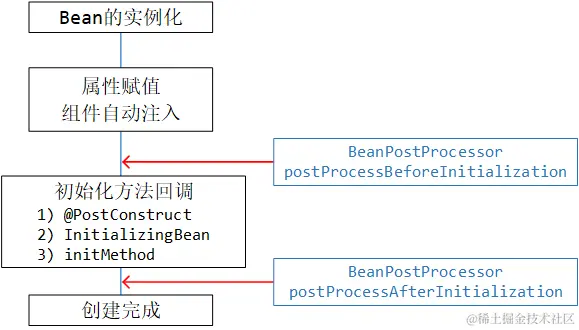 Bean的实例化
属性赋值
组件自动注入
BeanPostProcessor
postProcessBeforeInitialization
初始化方法回调
1) @PostConstruct
2) InitializingBean
3) initMethod
BeanPostProcessor
postProcessAfterInitialization
创建完成
@稀土掘金技术社区